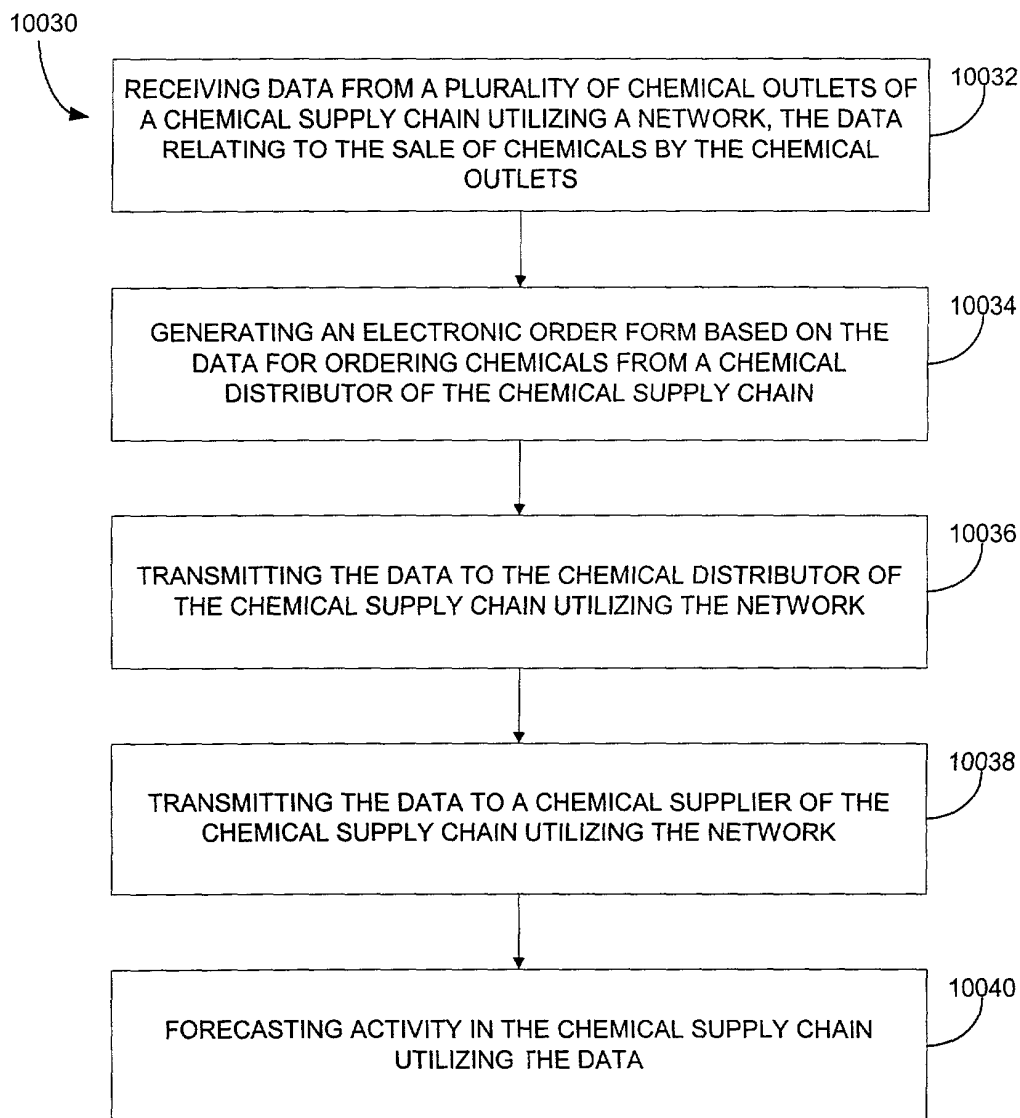 10030
RECEIVING DATA FROM A PLURALITY OF CHEMICAL OUTLETS OF
A CHEMICAL SUPPLY CHAIN UTILIZING A NETWORK, THE DATA
RELATING TO THE SALE OF CHEMICALS BY THE CHEMICAL
OUTLETS
10032
GENERATING AN ELECTRONIC ORDER FORM BASED ON THE
DATA FOR ORDERING CHEMICALS FROM A CHEMICAL
DISTRIBUTOR OF THE CHEMICAL SUPPLY CHAIN
10034
TRANSMITTING THE DATA TO THE CHEMICAL DISTRIBUTOR OF
THE CHEMICAL SUPPLY CHAIN UTILIZING THE NETWORK
10036
TRANSMITTING THE DATA TO A CHEMICAL SUPPLIER OF THE
CHEMICAL SUPPLY CHAIN UTILIZING THE NETWORK
10038
FORECASTING ACTIVITY IN THE CHEMICAL SUPPLY CHAIN
UTILIZING THE DATA
10040